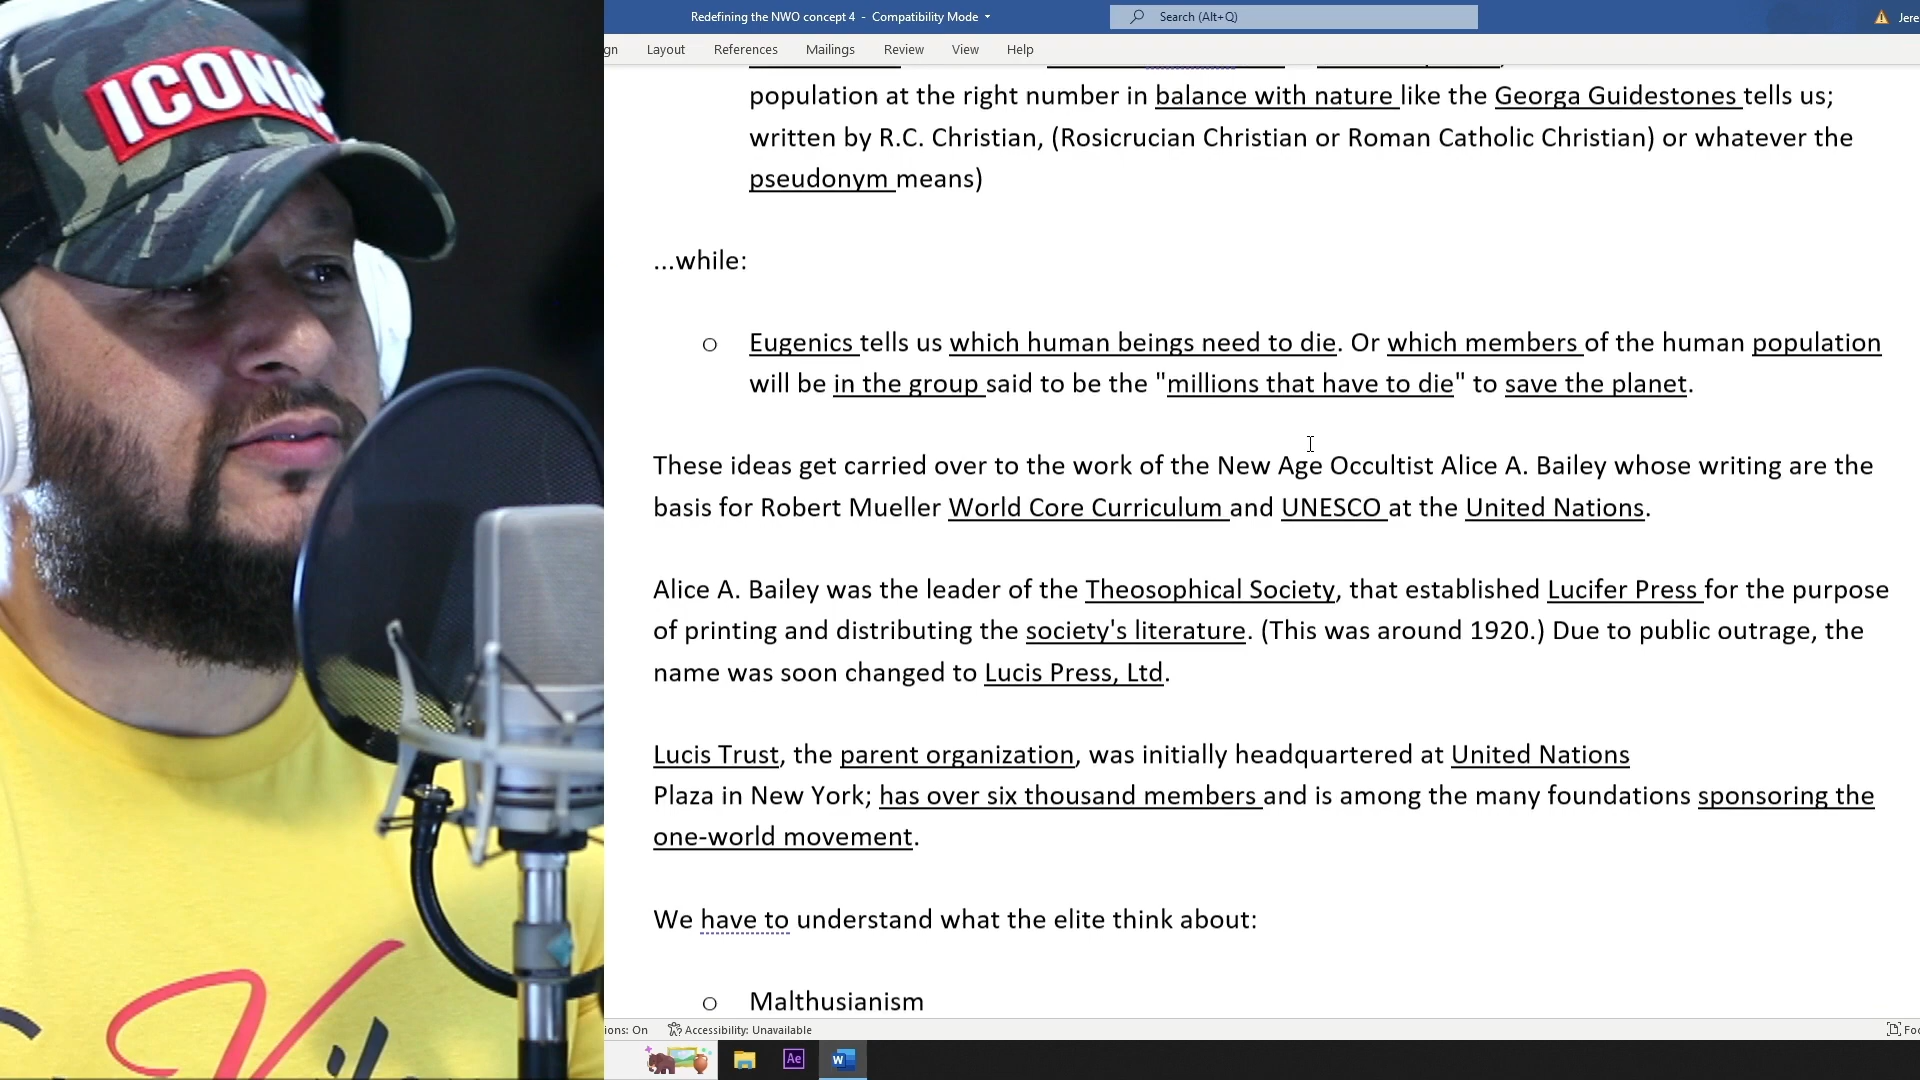 ICONIC
Redefining the NWO concept 4 - Compatibility Mode
Search (Alt+Q)
Jere
gn Layout References Mailings Review View Help
population at the right number in balance with nature like the Georga Guidestones tells us;
written by R.C. Christian, (Rosicrucian Christian or Roman Catholic Christian) or whatever the
pseudonym means)
...while:
o Eugenics tells us which human beings need to die. Or which members of the human population
will be in the group said to be the "millions that have to die" to save the planet.
These ideas get carried over to the work of the New Age Occultist Alice A. Bailey whose writing are the
basis for Robert Mueller World Core Curriculum and UNESCO at the United Nations.
Alice A. Bailey was the leader of the Theosophical Society, that established Lucifer Press for the purpose
of printing and distributing the society's literature. (This was around 1920.) Due to public outrage, the
name was soon changed to Lucis Press, Ltd.
Lucis Trust, the parent organization, was initially headquartered at United Nations
Plaza in New York; has over six thousand members and is among the many foundations sponsoring the
one-world movement.
We have to understand what the elite think about:
o Malthusianism
ions: On Accessibility: Unavailable
Foc
Ae
W